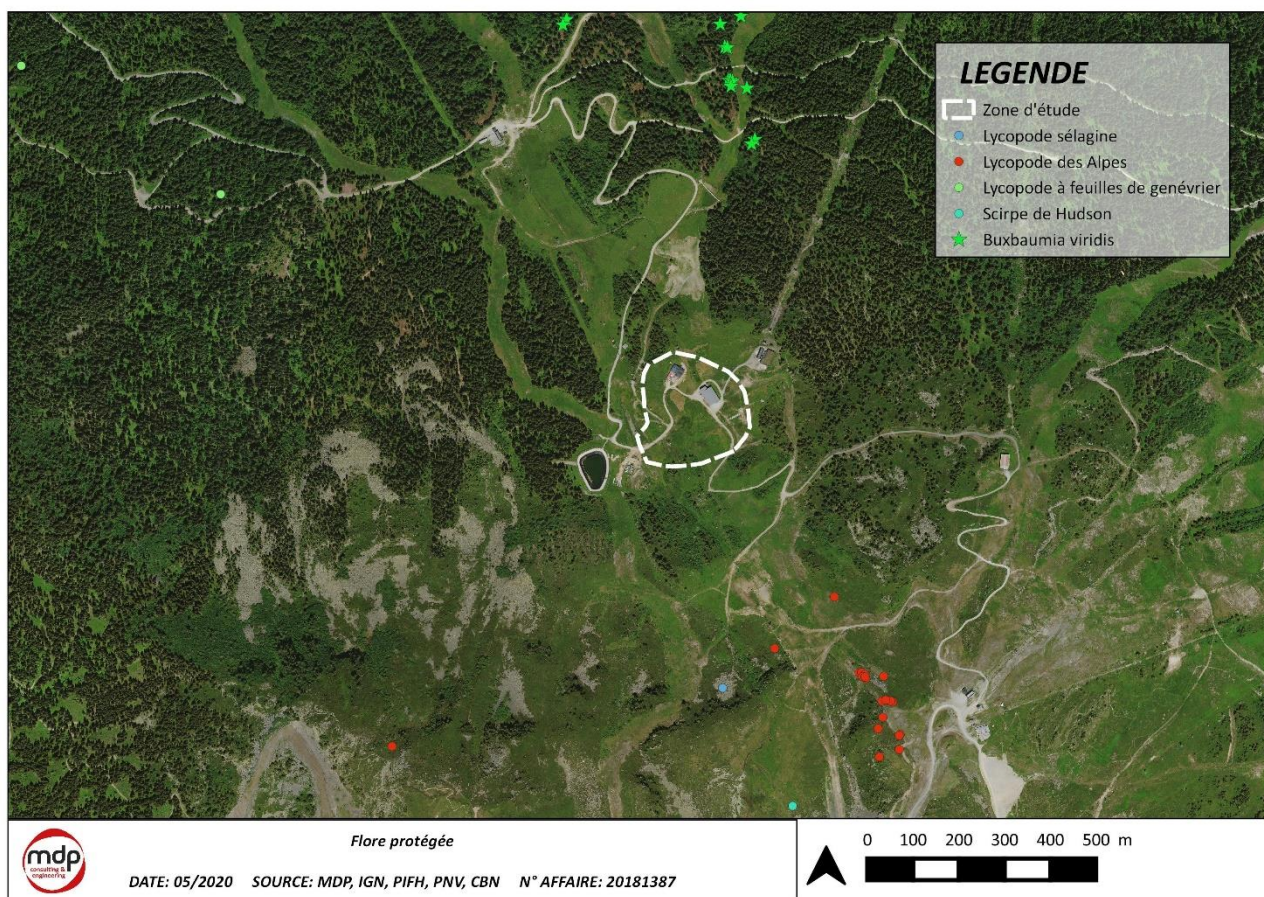 LEGENDE
Zone d'étude
Lycopode sélagine
Lycopode des Alpes
Lycopode à feuilles de genévrier
Scirpe de Hudson
Buxbaumia viridis
mdp
consulting &
engineering
Flore protégée
DATE: 05/2020 SOURCE: MDP, IGN, PIFH, PNV, CBN N° AFFAIRE: 20181387
0 100 200 300 400 500 m